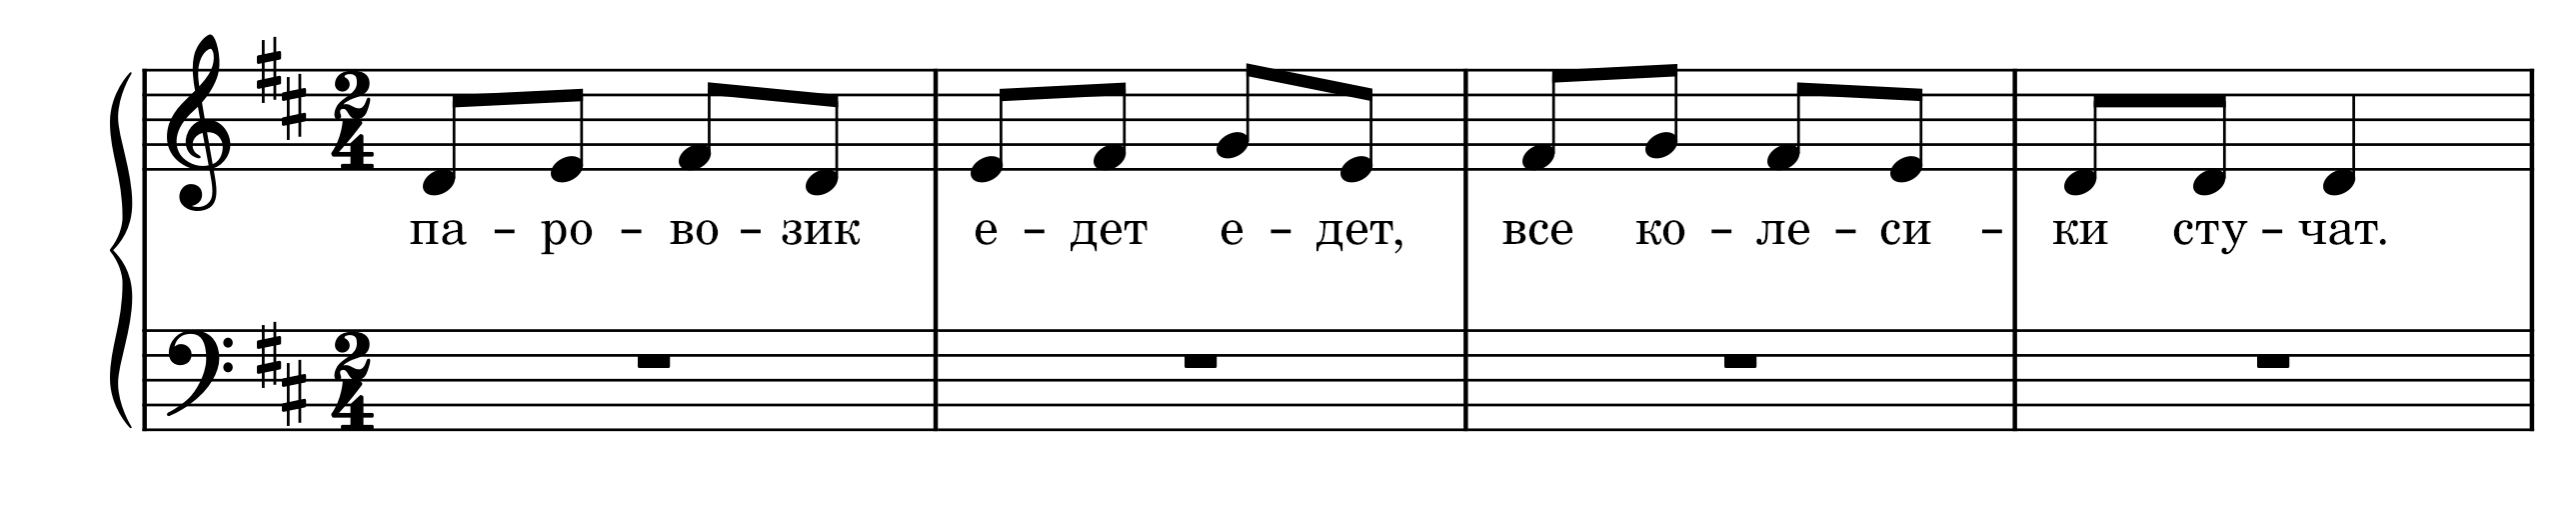 па – ро – во – зик е – дет е – дет, все ко – ле – си – ки сту – чат.